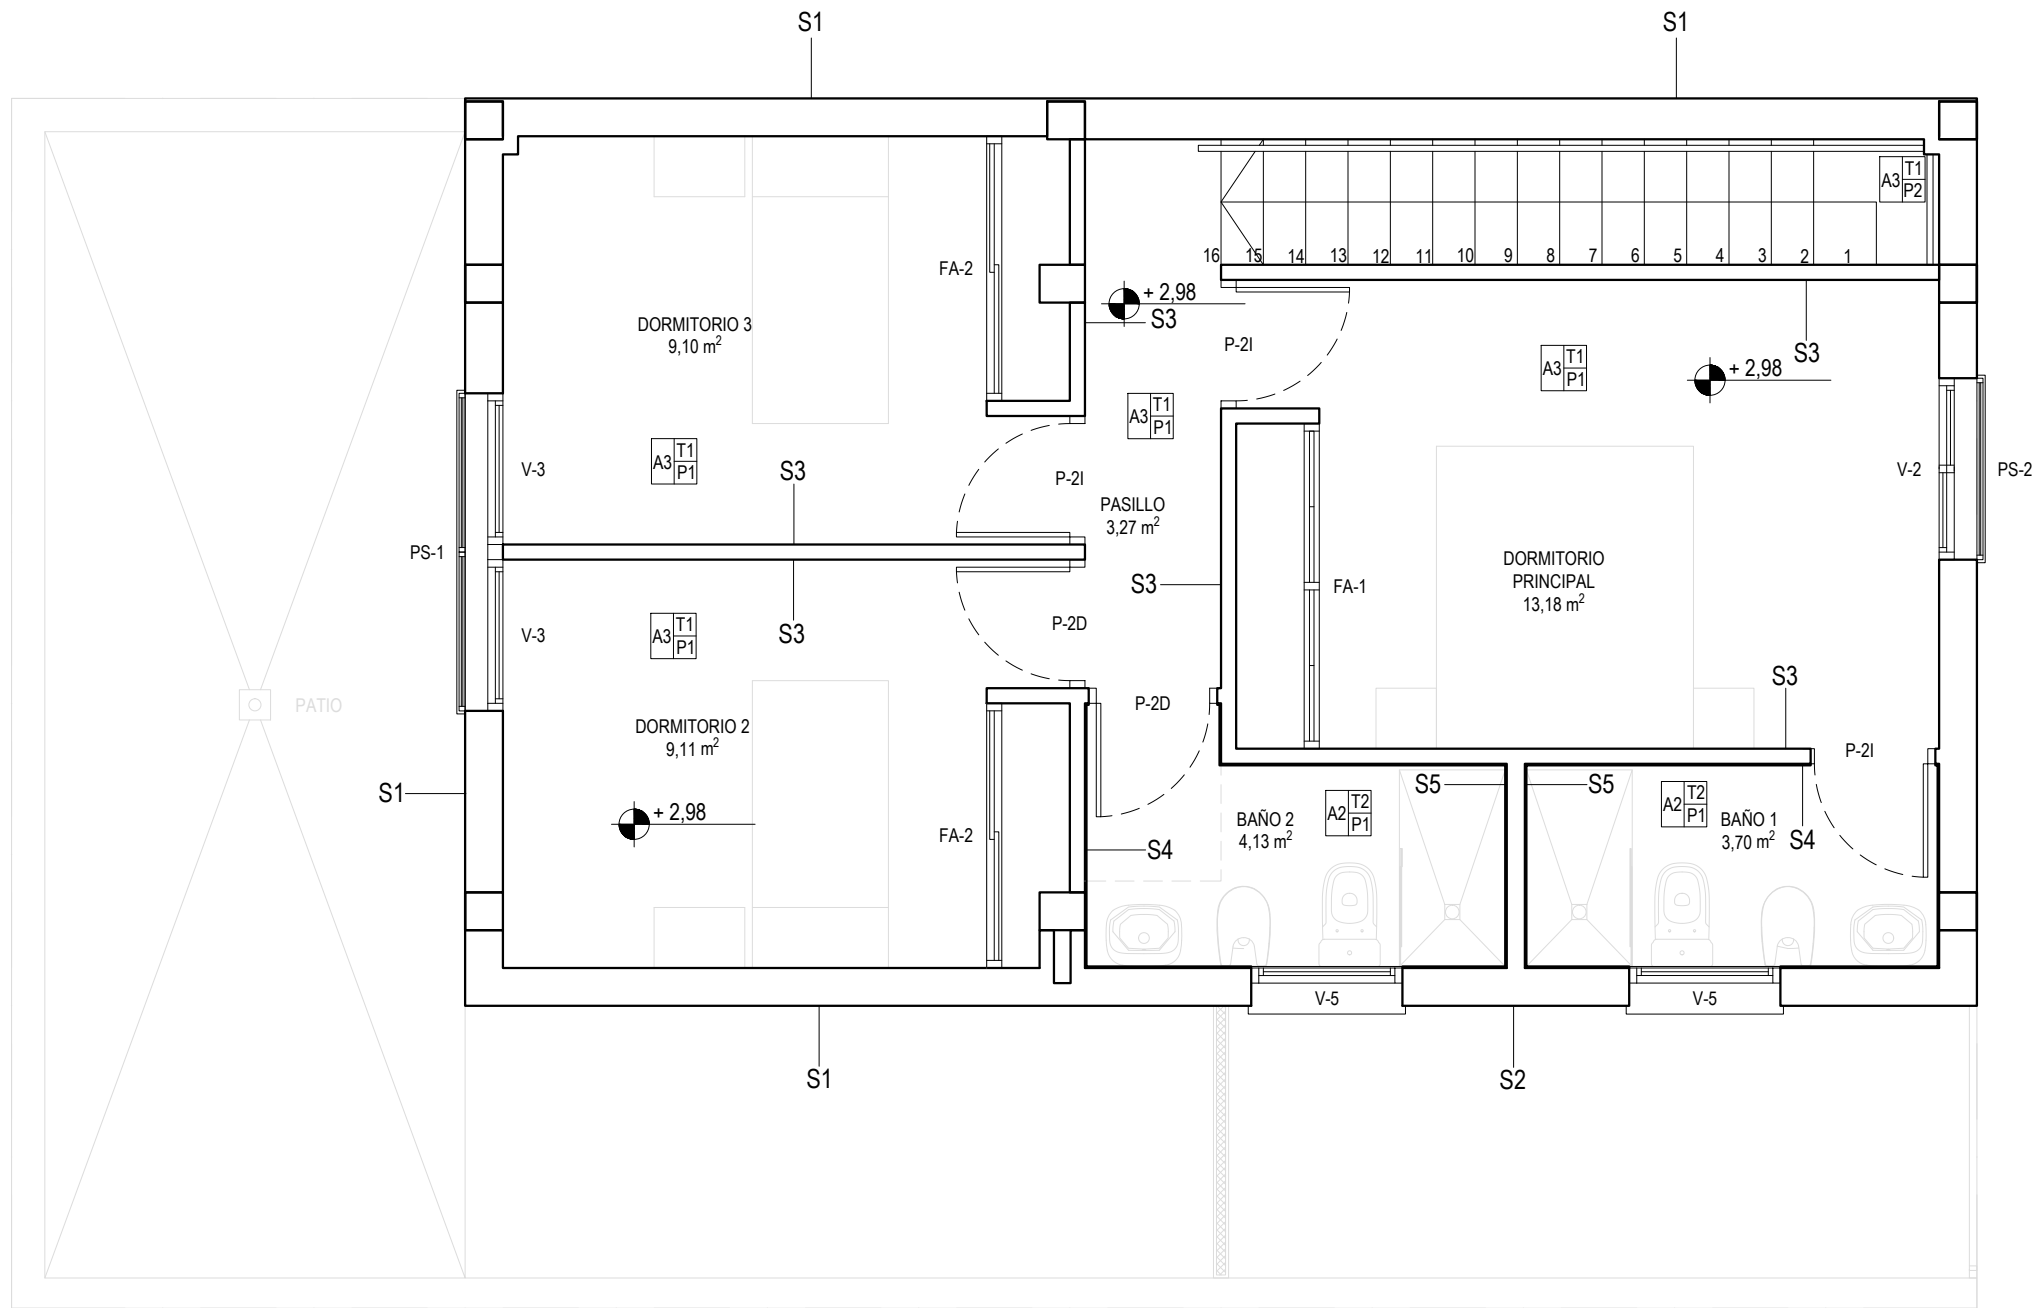 S1
S1
A3 T1 P2
16 15 14 13 12 11 10 9 8 7 6 5 4 3 2 1
FA-2
+ 2,98
S3
DORMITORIO 3
9,10 m²
P-2I
A3 T1 P1
S3
+ 2,98
A3 T1 P1
A3 T1 P1
V-3
S3
P-2I
V-2
PS-2
PASILLO
3,27 m²
PS-1
DORMITORIO
PRINCIPAL
13,18 m²
S3
FA-1
A3 T1 P1
V-3
S3
P-2D
PATIO
P-2D
S3
DORMITORIO 2
9,11 m²
P-2I
S1
S5
S5
+ 2,98
FA-2
S4
BAÑO 2
4,13 m²
A2 T2 P1
A2 T2 P1
BAÑO 1
3,70 m²
S4
V-5
V-5
S1
S2